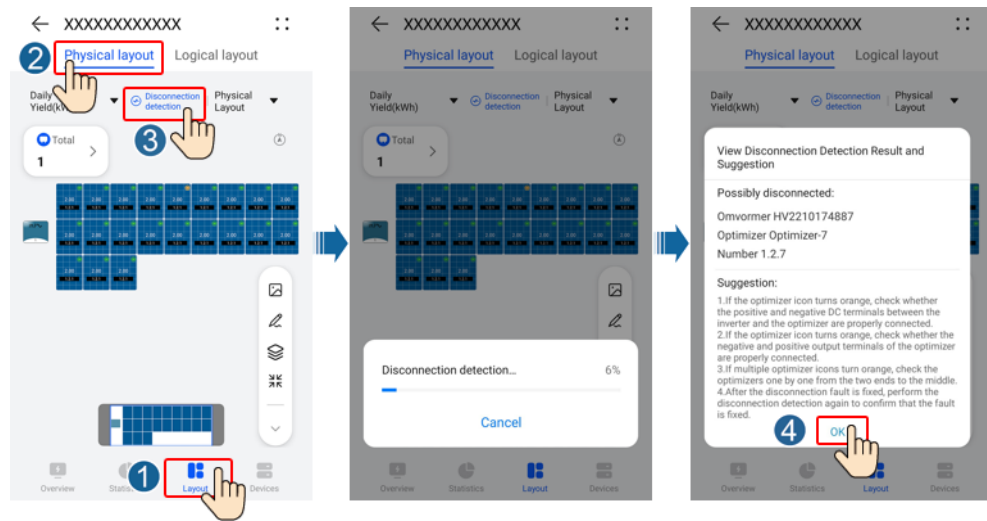 XXXXXXXXXXXX
2
Physical layout
Logical layout
Daily
Disconnection
detection
Physical
Layout
3
Total
1
1
Overview
Layout
Devices
XXXXXXXXXXXX
Physical layout
Logical layout
Daily
Yield(kWh)
Disconnection
detection
Physical
Layout
Total
1
Disconnection detection...
6%
Cancel
Overview
Statistics
Layout
Devices
XXXXXXXXXXXX
Physical layout
Logical layout
Daily
Yield(kWh)
Disconnection
detection
Physical
Layout
View Disconnection Detection Result and
Suggestion
Possibly disconnected:
Omvormer HV2210174887
Optimizer Optimizer-7
Number 1.2.7
Suggestion:
1.If the optimizer icon turns orange, check whether
the positive and negative DC terminals between the
inverter and the optimizer are properly connected.
2.If the optimizer icon turns orange, check whether the
negative and positive output terminals of the optimizer
are properly connected.
3.If multiple optimizer icons turn orange, check the
optimizers one by one from the two ends to the middle.
4.After the disconnection fault is fixed, perform the
disconnection detection again to confirm that the fault
is fixed.
4
OK
Overview
Statistics
Layout
Devices